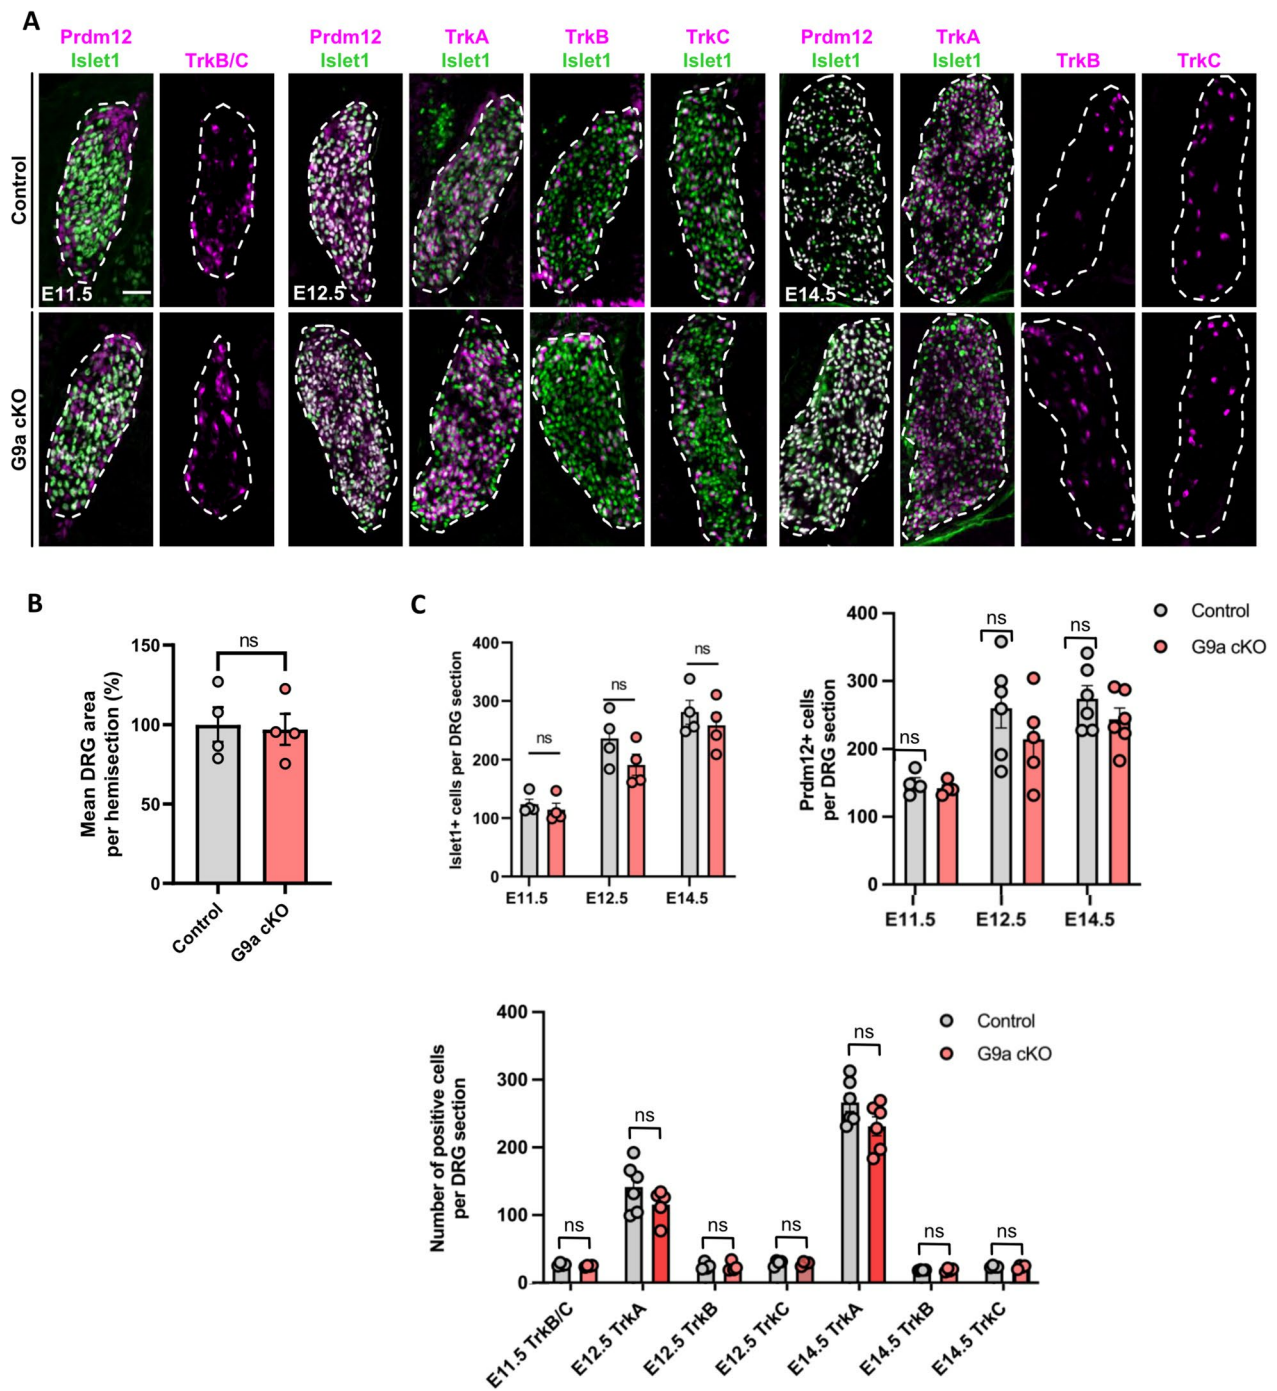 A
Prdm12
Islet1
TrkB/C
Prdm12
Islet1
TrkA
Islet1
TrkB
Islet1
TrkC
Islet1
Prdm12
Islet1
TrkA
Islet1
TrkB
TrkC
Control
E11.5
E12.5
E14.5
G9a cKO
B
Mean DRG area
per hemisection (%)
150
100
50
0
ns
Control
G9a cKO
C
Islet1+ cells per DRG section
400
300
200
100
0
ns
ns
ns
E11.5
E12.5
E14.5
Prdm12+ cells
per DRG section
400
300
200
100
0
ns
ns
ns
E11.5
E12.5
E14.5
Control
G9a cKO
Number of positive cells
per DRG section
400
300
200
100
0
ns
ns
ns
ns
ns
ns
ns
E11.5 TrkB/C
E12.5 TrkA
E12.5 TrkB
E12.5 TrkC
E14.5 TrkA
E14.5 TrkB
E14.5 TrkC
Control
G9a cKO